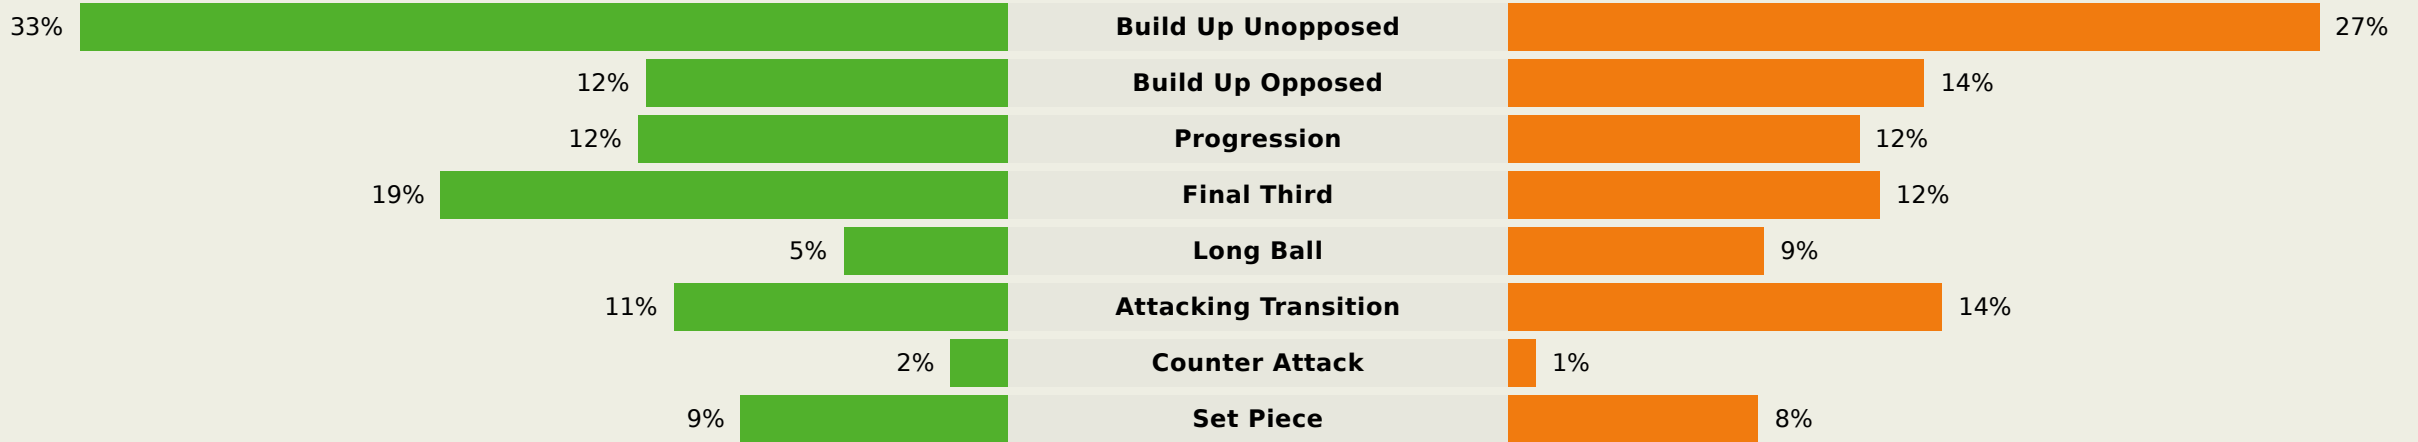 33% Build Up Unopposed 27%
12% Build Up Opposed 14%
12% Progression 12%
19% Final Third 12%
5% Long Ball 9%
11% Attacking Transition 14%
2% Counter Attack 1%
9% Set Piece 8%